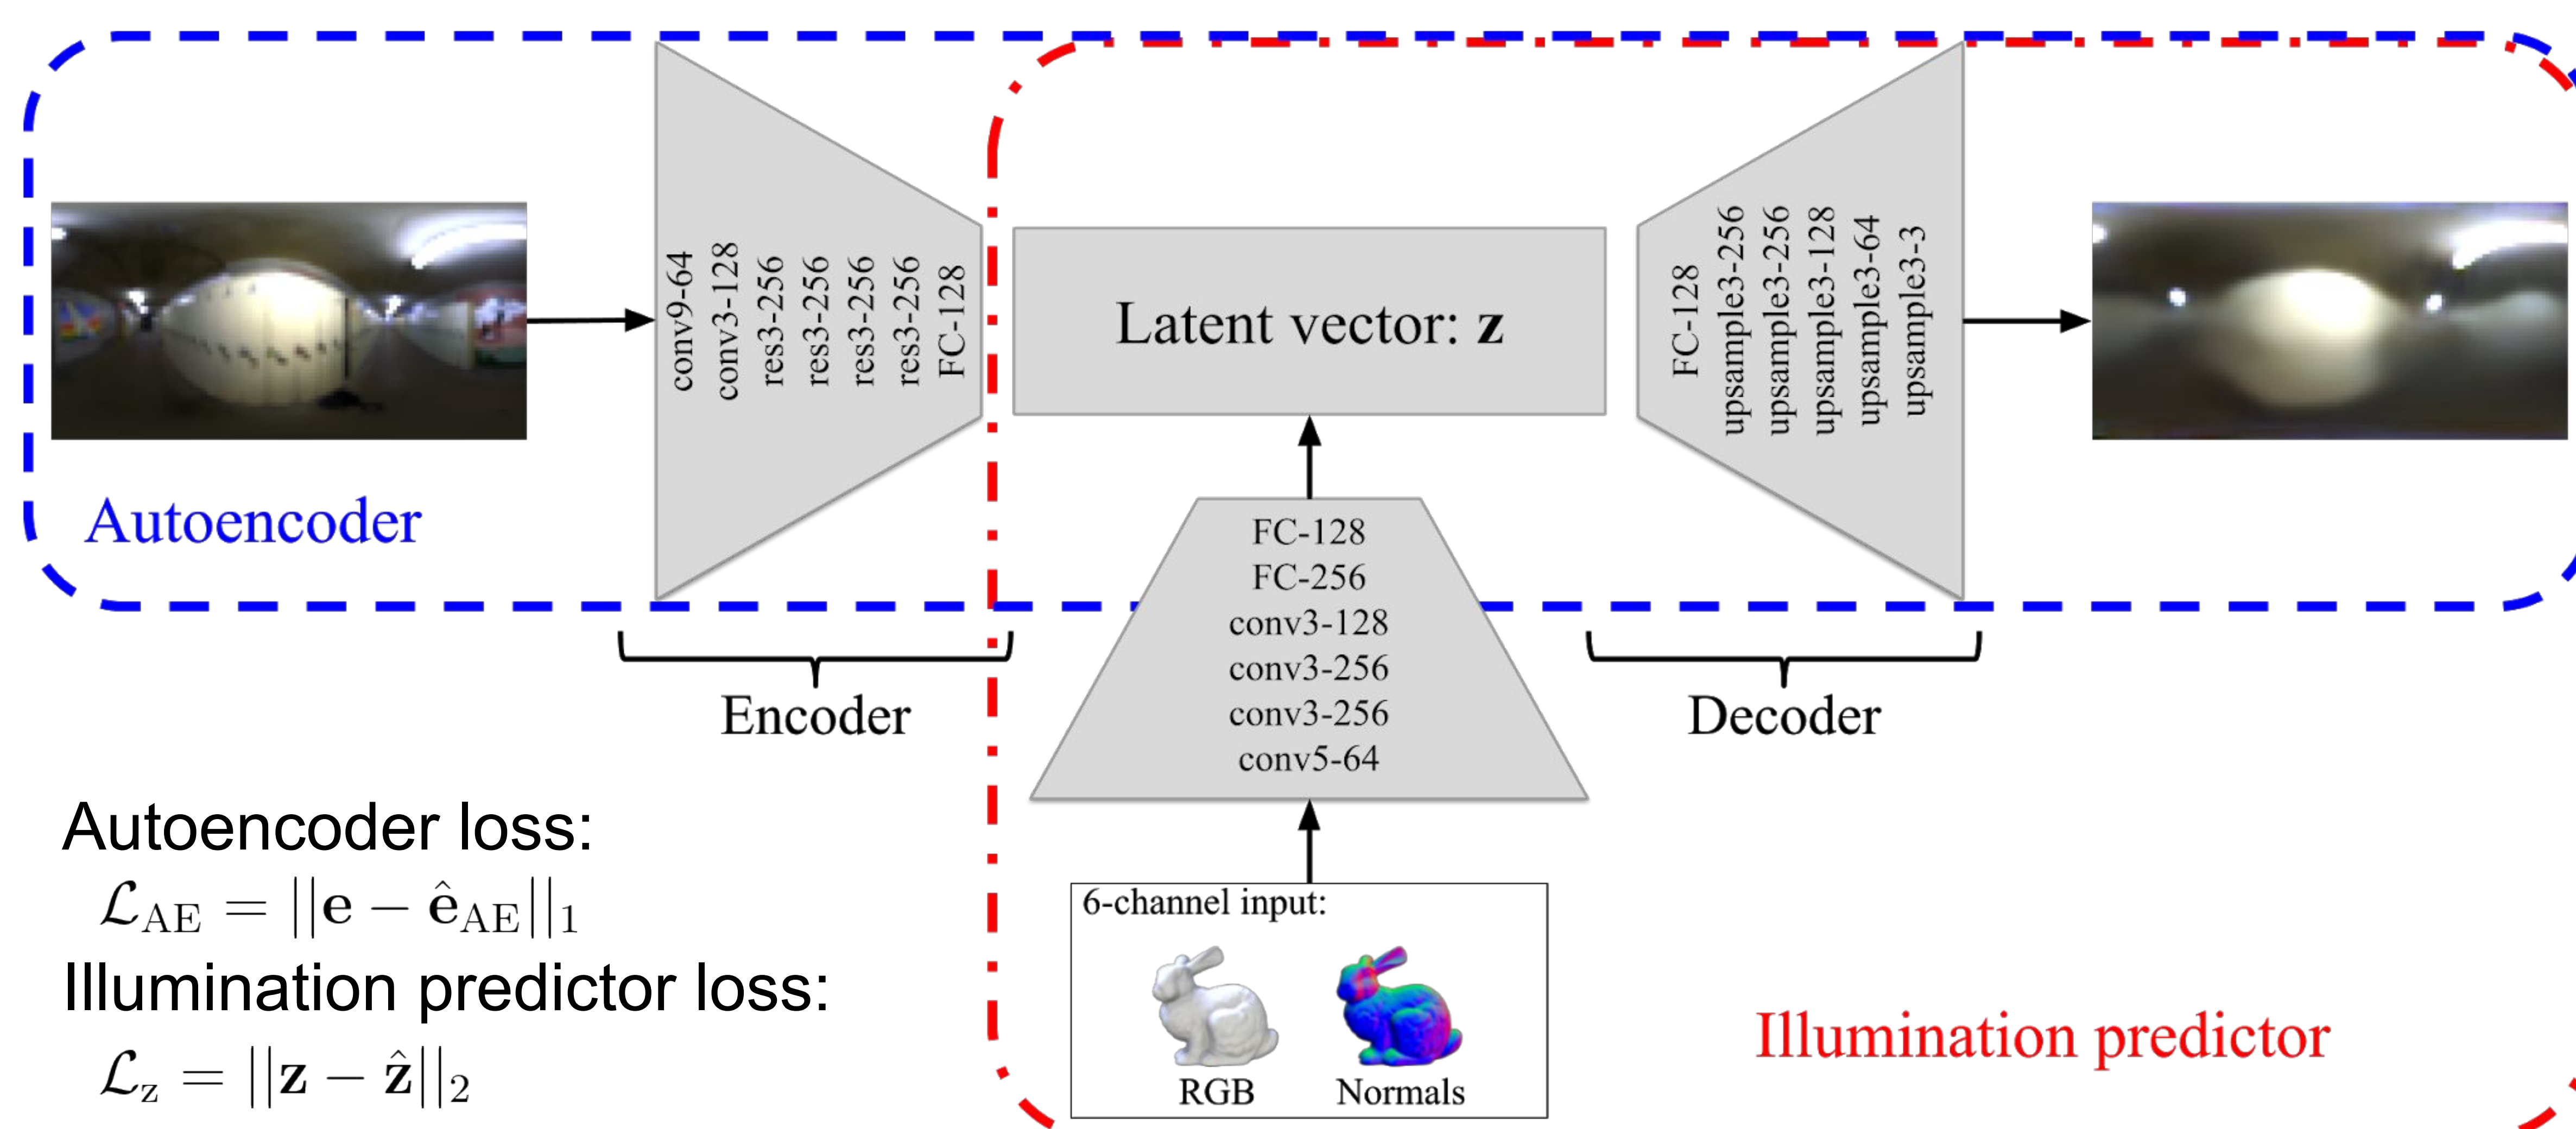 conv9-64
conv3-128
res3-256
res3-256
res3-256
res3-256
FC-128
Latent vector: z
FC-128
upsample3-256
upsample3-256
upsample3-128
upsample3-64
upsample3-3
Autoencoder
FC-128
FC-256
conv3-128
conv3-256
conv3-256
conv5-64
Encoder
Decoder
Autoencoder loss:
ℒ_AE = ||e − ê_AE||_1
Illumination predictor loss:
ℒ_z = ||z − ẑ||_2
6-channel input:
RGB
Normals
Illumination predictor